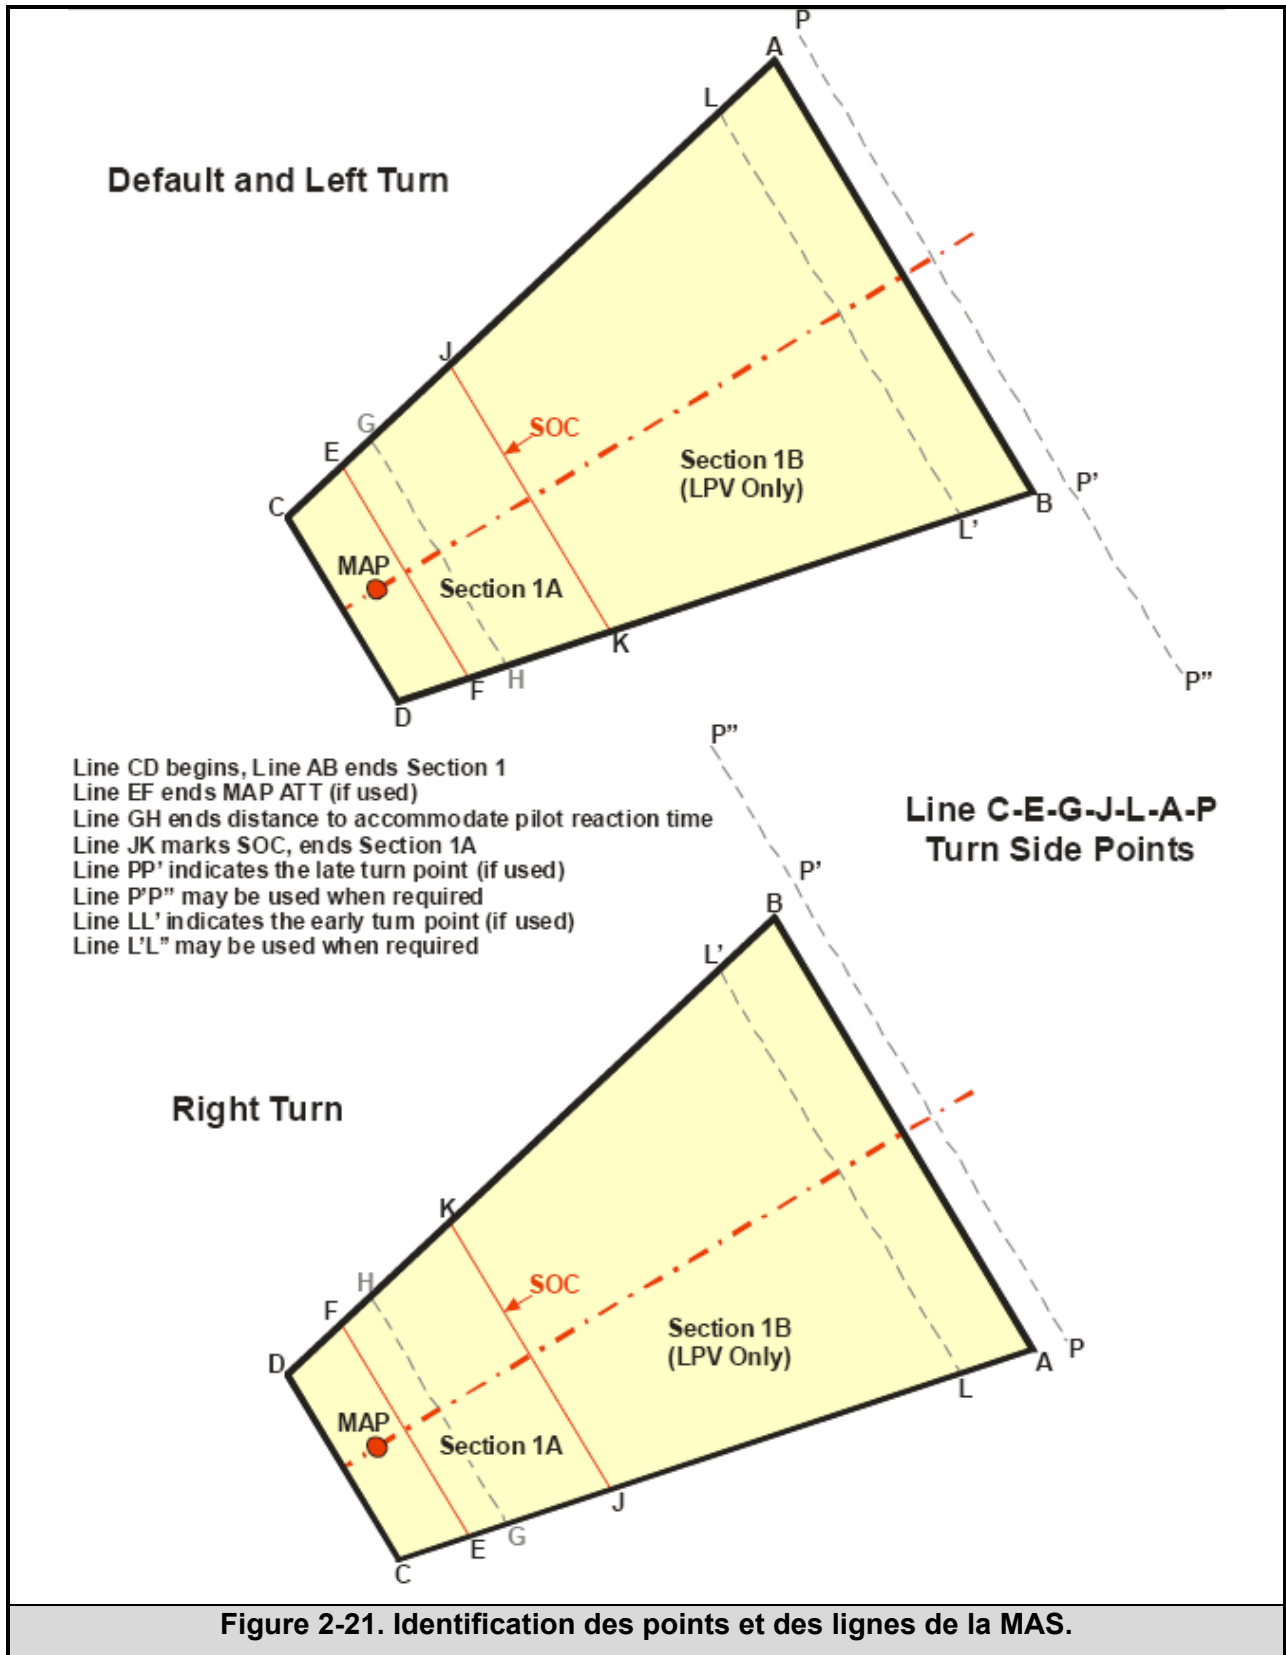 P
A
L
Default and Left Turn
J
G
SOC
E
Section 1B
(LPV Only)
C
P'
B
L'
MAP
Section 1A
K
H
F
P"
D
P"
Line CD begins, Line AB ends Section 1
Line EF ends MAP ATT (if used)
Line GH ends distance to accommodate pilot reaction time
Line JK marks SOC, ends Section 1A
Line PP' indicates the late turn point (if used)
Line P'P" may be used when required
Line LL' indicates the early turn point (if used)
Line L'L" may be used when required
Line C-E-G-J-L-A-P
Turn Side Points
P'
B
L'
Right Turn
K
H
SOC
F
Section 1B
(LPV Only)
P
D
A
L
MAP
Section 1A
J
G
E
C
Figure 2-21. Identification des points et des lignes de la MAS.